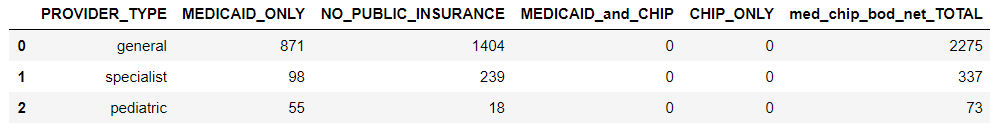 PROVIDER_TYPE MEDICAID_ONLY NO_PUBLIC_INSURANCE MEDICAID_and_CHIP CHIP_ONLY med_chip_bod_net_TOTAL
0 general 871 1404 0 0 2275
1 specialist 98 239 0 0 337
2 pediatric 55 18 0 0 73